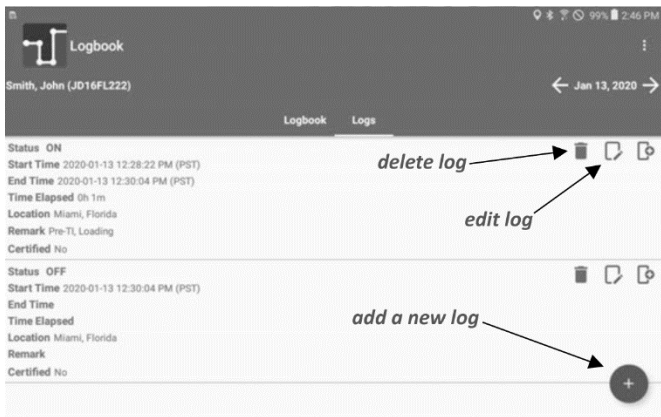 99% 2:46 PM
Logbook
Smith, John (JD16FL222)
Jan 13, 2020
Logbook Logs
Status ON
Start Time 2020-01-13 12:28:22 PM (PST)
End Time 2020-01-13 12:30:04 PM (PST)
Time Elapsed 0h 1m
Location Miami, Florida
Remark Pre-TI, Loading
Certified No
delete log
edit log
Status OFF
Start Time 2020-01-13 12:30:04 PM (PST)
End Time
Time Elapsed
Location Miami, Florida
Remark
Certified No
add a new log
+